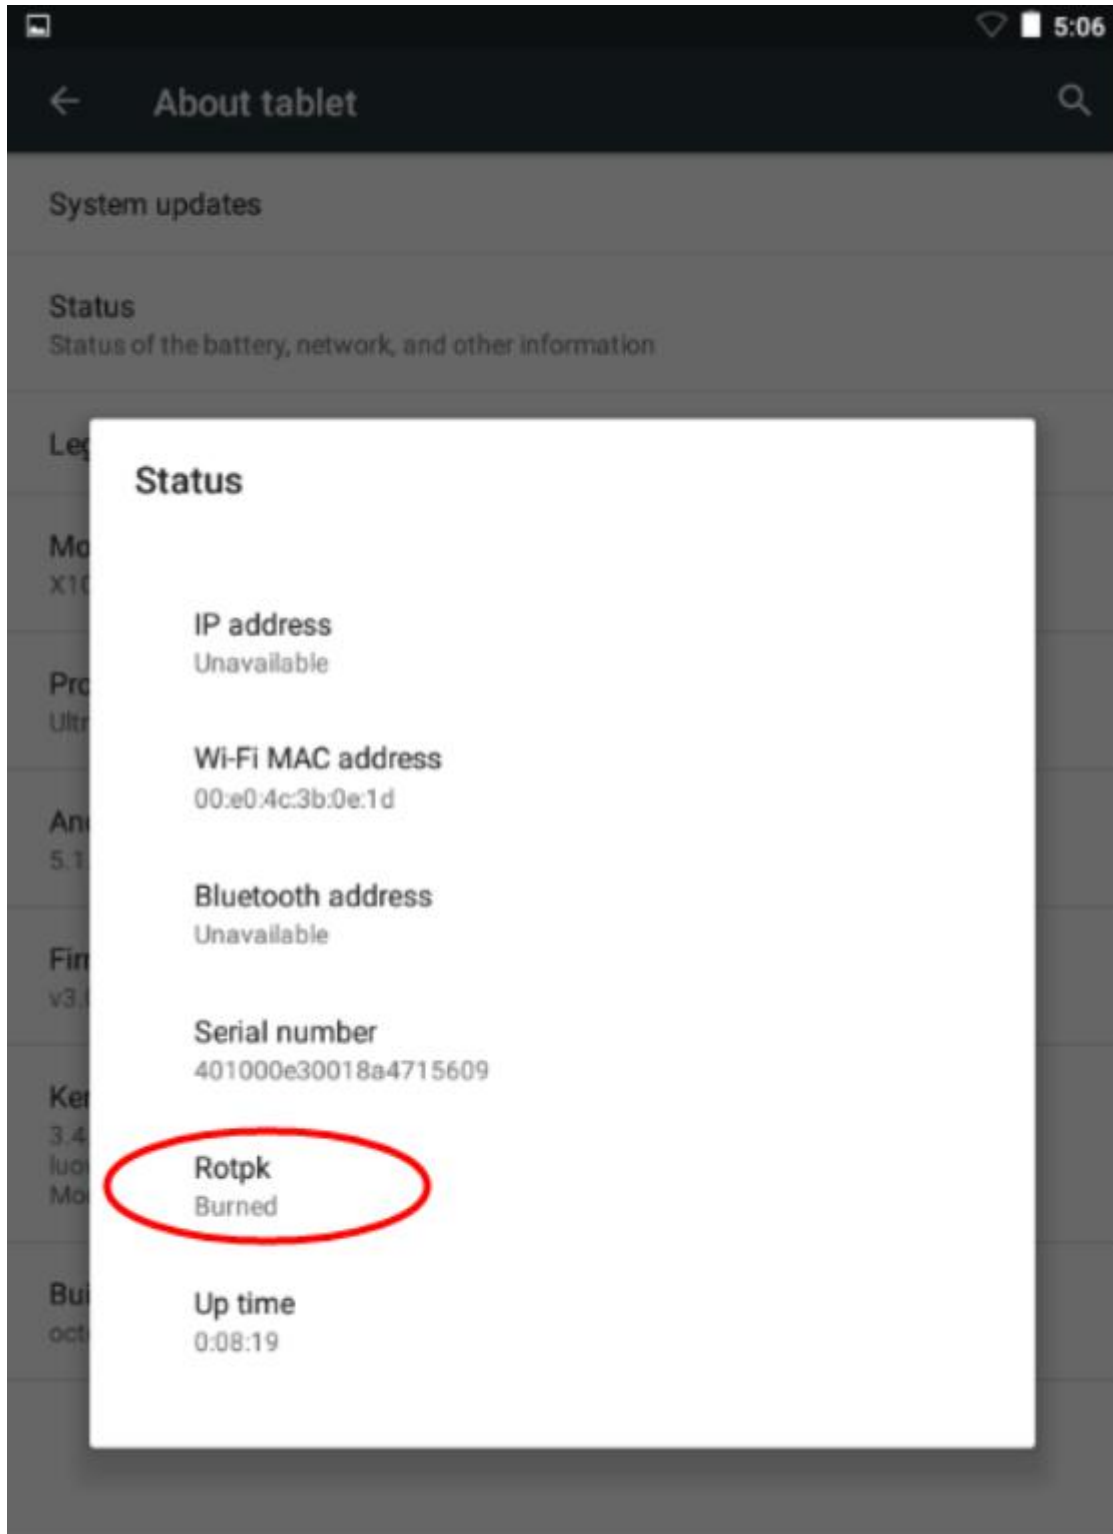 5:06
About tablet
System updates
Status
Status of the battery, network, and other information
Status
IP address
Unavailable
Wi-Fi MAC address
00:e0:4c:3b:0e:1d
Bluetooth address
Unavailable
Serial number
401000e30018a4715609
Rotpk
Burned
Up time
0:08:19